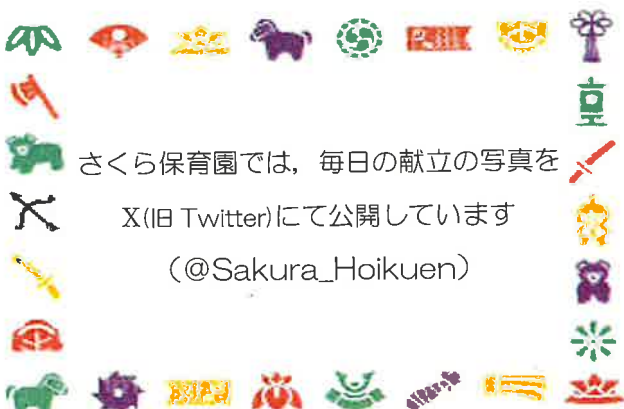 さくら保育園では，毎日の献立の写真を
X(旧 Twitter)にて公開しています
（@Sakura_Hoikuen）